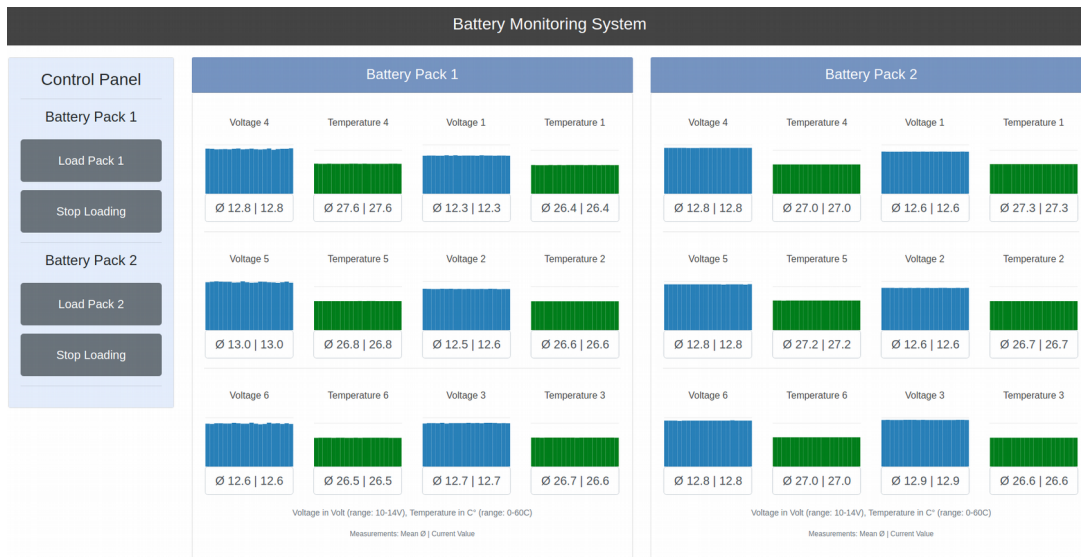 Battery Monitoring System
Control Panel
Battery Pack 1
Load Pack 1
Stop Loading
Battery Pack 2
Load Pack 2
Stop Loading
Battery Pack 1
Voltage 4 Temperature 4 Voltage 1 Temperature 1
Ø 12.8 | 12.8 Ø 27.6 | 27.6 Ø 12.3 | 12.3 Ø 26.4 | 26.4
Voltage 5 Temperature 5 Voltage 2 Temperature 2
Ø 13.0 | 13.0 Ø 26.8 | 26.8 Ø 12.5 | 12.6 Ø 26.6 | 26.6
Voltage 6 Temperature 6 Voltage 3 Temperature 3
Ø 12.6 | 12.6 Ø 26.5 | 26.5 Ø 12.7 | 12.7 Ø 26.7 | 26.6
Voltage in Volt (range: 10-14V), Temperature in C° (range: 0-60C)
Measurements: Mean Ø | Current Value
Battery Pack 2
Voltage 4 Temperature 4 Voltage 1 Temperature 1
Ø 12.8 | 12.8 Ø 27.0 | 27.0 Ø 12.6 | 12.6 Ø 27.3 | 27.3
Voltage 5 Temperature 5 Voltage 2 Temperature 2
Ø 12.8 | 12.8 Ø 27.2 | 27.2 Ø 12.6 | 12.6 Ø 26.7 | 26.7
Voltage 6 Temperature 6 Voltage 3 Temperature 3
Ø 12.8 | 12.8 Ø 27.0 | 27.0 Ø 12.9 | 12.9 Ø 26.6 | 26.6
Voltage in Volt (range: 10-14V), Temperature in C° (range: 0-60C)
Measurements: Mean Ø | Current Value